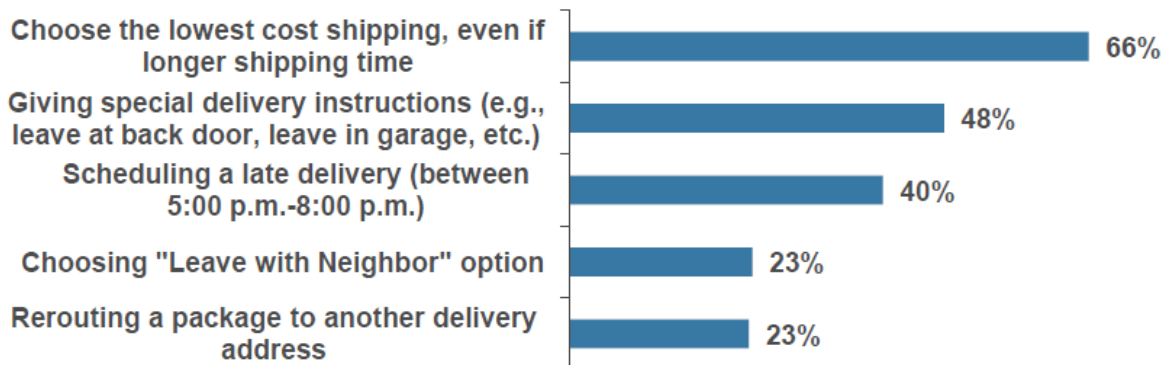 Choose the lowest cost shipping, even if
longer shipping time
66%
Giving special delivery instructions (e.g.,
leave at back door, leave in garage, etc.)
48%
Scheduling a late delivery (between
5:00 p.m.-8:00 p.m.)
40%
Choosing "Leave with Neighbor" option
23%
Rerouting a package to another delivery
address
23%